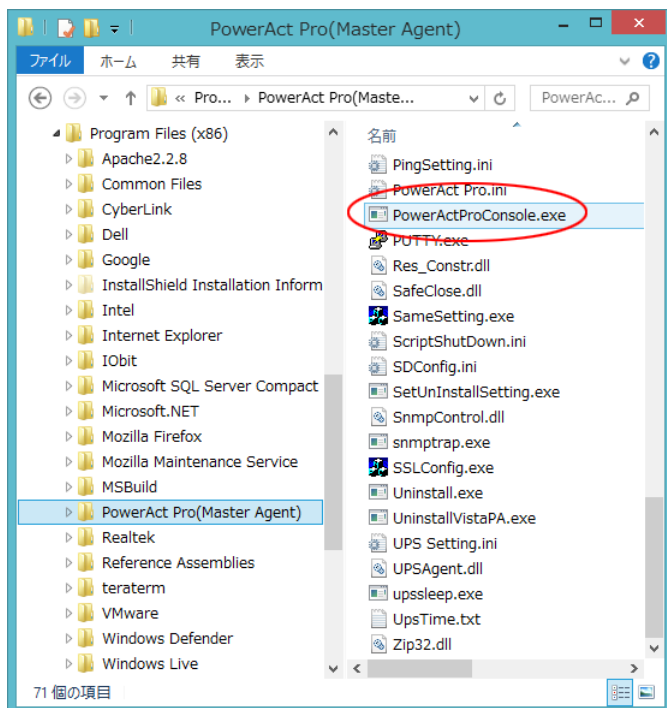 PowerAct Pro(Master Agent)
ファイル ホーム 共有 表示
« Pro... PowerAct Pro(Maste... PowerAc...
Program Files (x86)
Apache2.2.8
Common Files
CyberLink
Dell
Google
InstallShield Installation Inform
Intel
Internet Explorer
IObit
Microsoft SQL Server Compact
Microsoft.NET
Mozilla Firefox
Mozilla Maintenance Service
MSBuild
PowerAct Pro(Master Agent)
Realtek
Reference Assemblies
teraterm
VMware
Windows Defender
Windows Live
名前
PingSetting.ini
PowerAct Pro.ini
PowerActProConsole.exe
PUTTY.exe
Res_Constr.dll
SafeClose.dll
SameSetting.exe
ScriptShutDown.ini
SDConfig.ini
SetUnInstallSetting.exe
SnmpControl.dll
snmptrap.exe
SSLConfig.exe
Uninstall.exe
UninstallVistaPA.exe
UPS Setting.ini
UPSAgent.dll
upssleep.exe
UpsTime.txt
Zip32.dll
71 個の項目